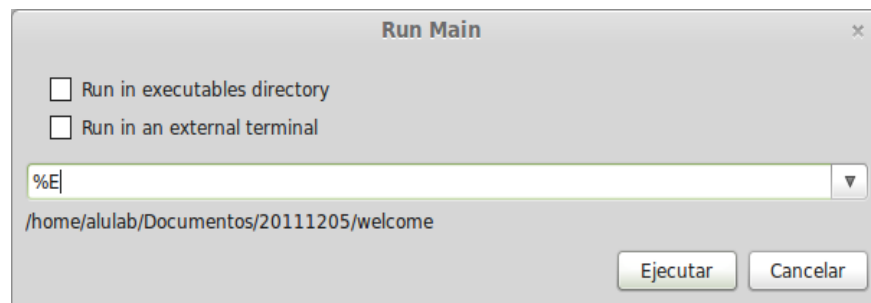 Run Main
Run in executables directory
Run in an external terminal
%E
/home/alulab/Documentos/20111205/welcome
Ejecutar Cancelar